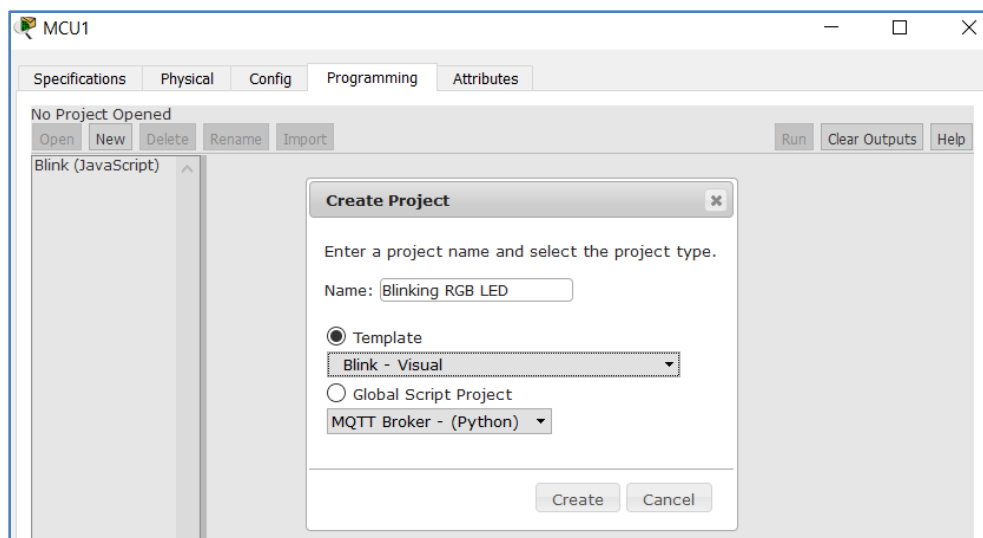 MCU1
Specifications Physical Config Programming Attributes
No Project Opened
Open New Delete Rename Import Run Clear Outputs Help
Blink (JavaScript)
Create Project
Enter a project name and select the project type.
Name: Blinking RGB LED
Template
Blink - Visual
Global Script Project
MQTT Broker - (Python)
Create Cancel